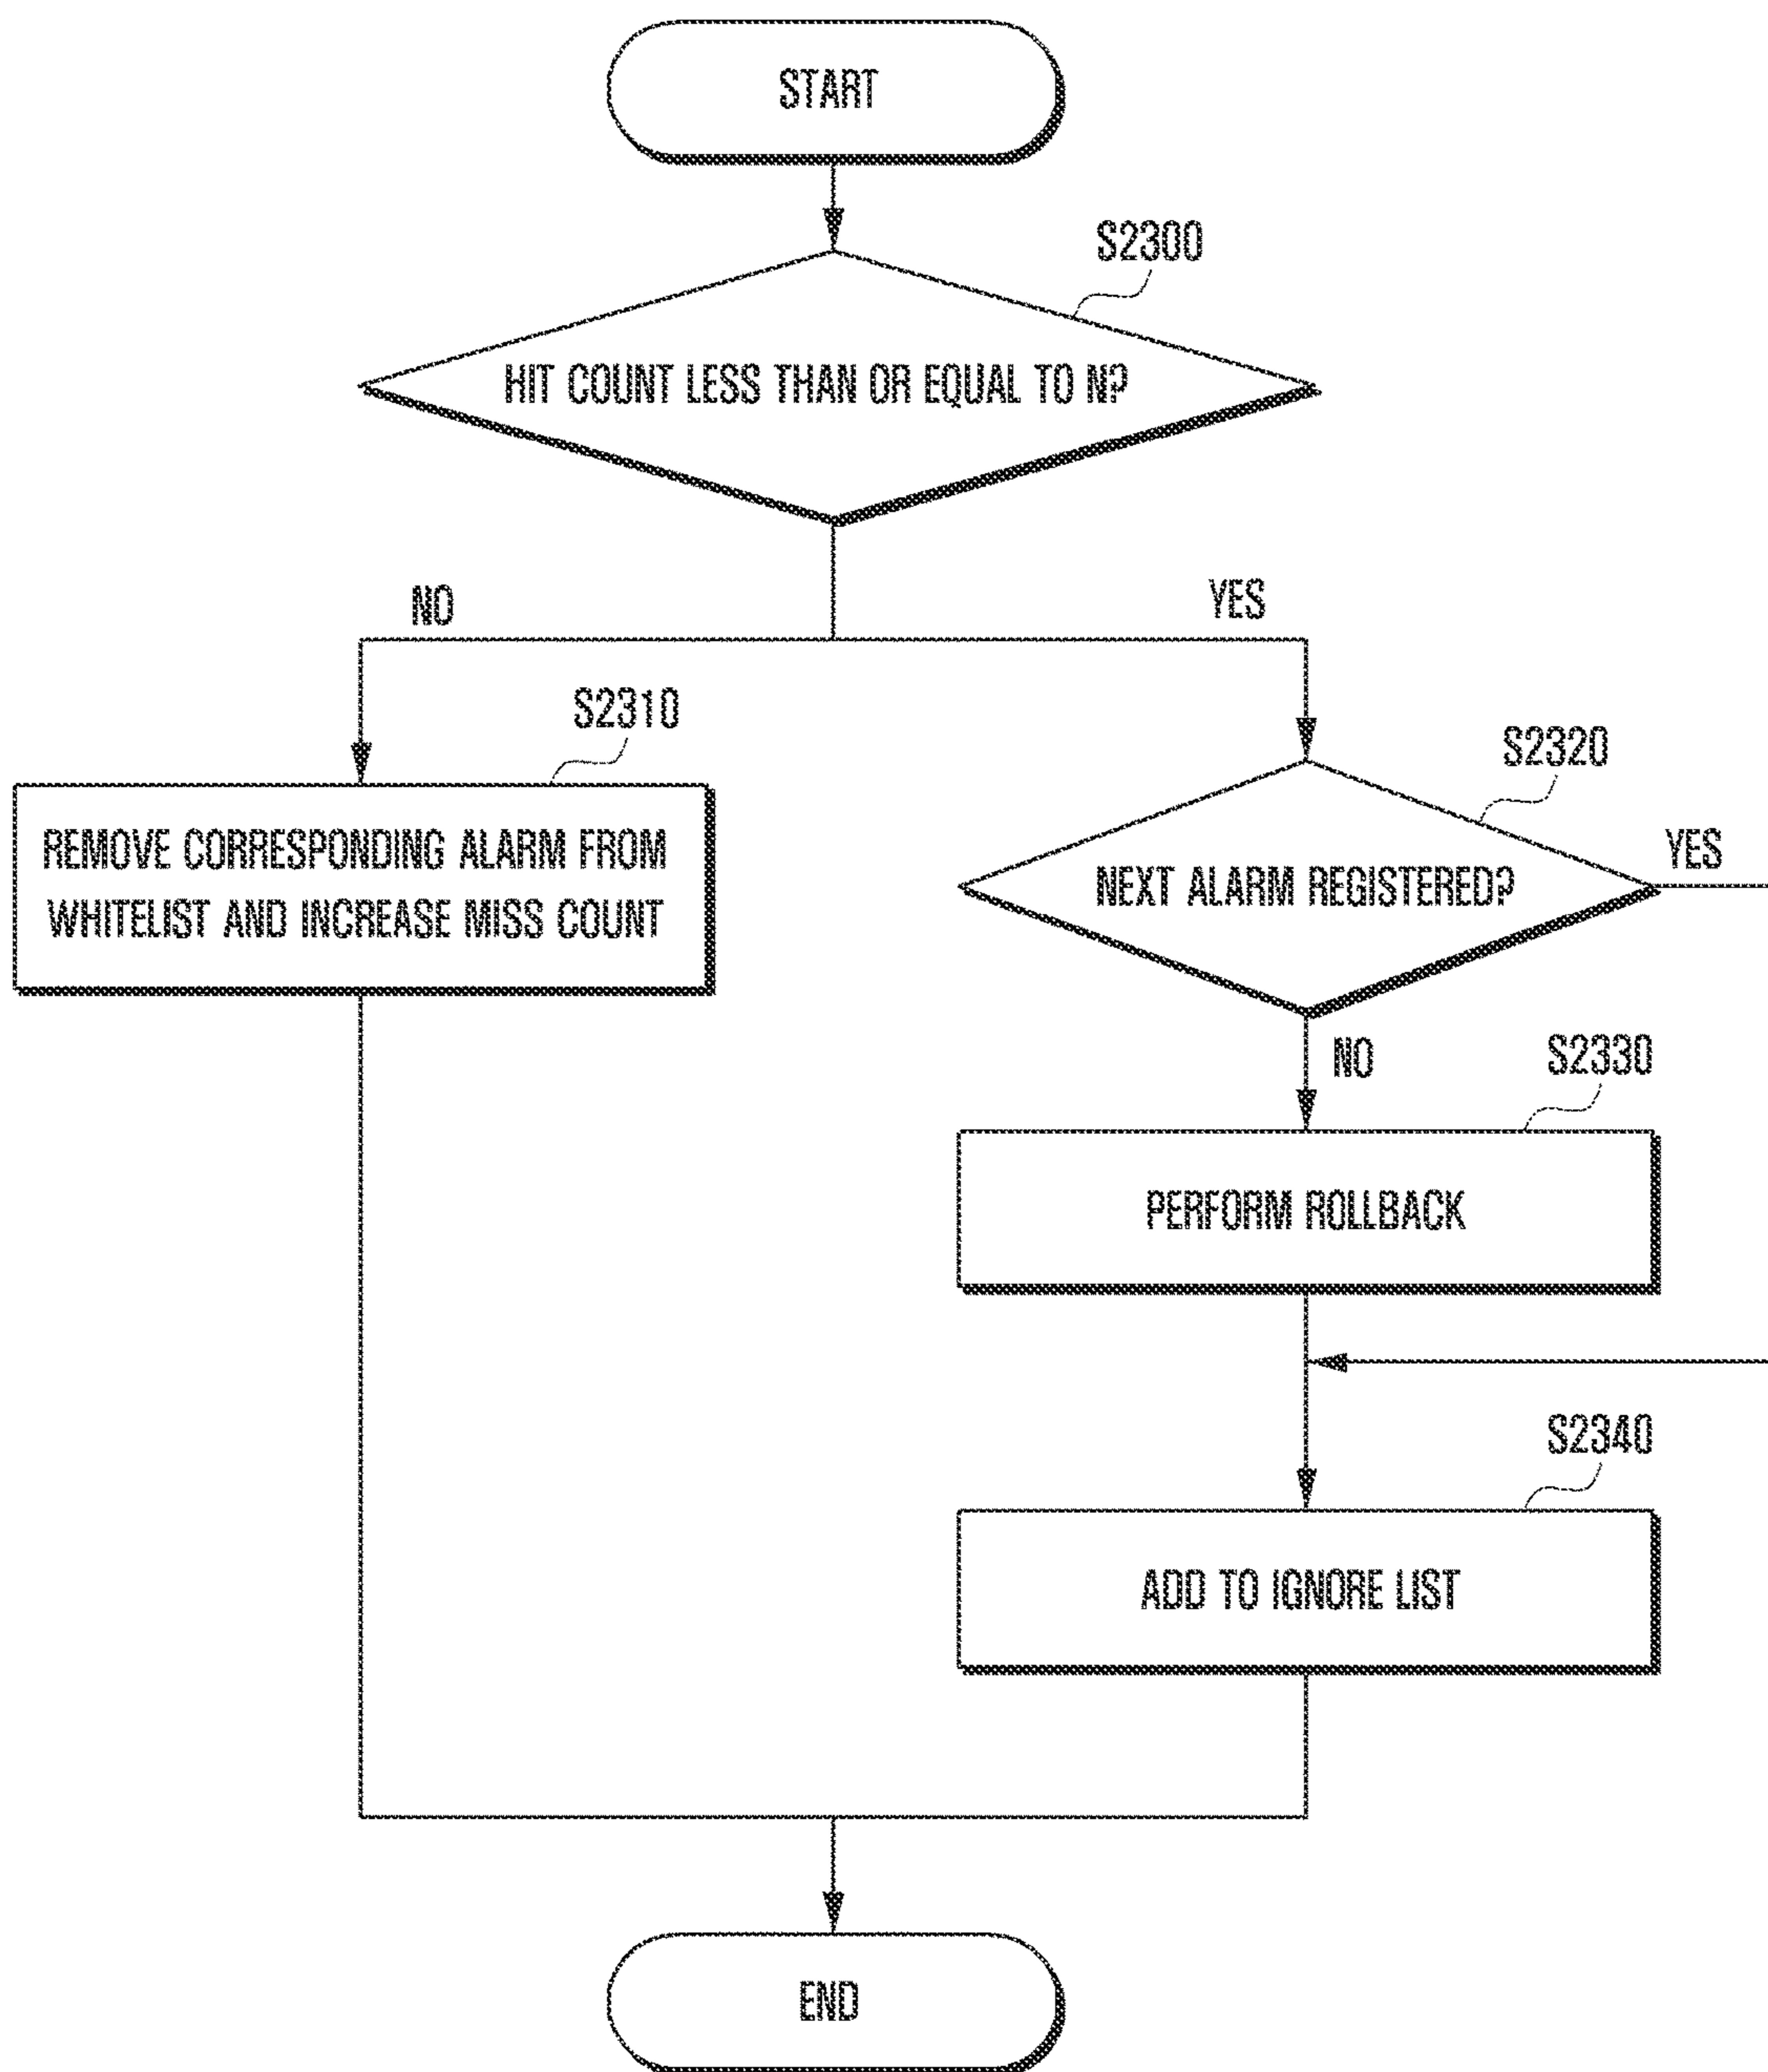 START
S2300
HIT COUNT LESS THAN OR EQUAL TO N?
NO
YES
S2310
REMOVE CORRESPONDING ALARM FROM
WHITELIST AND INCREASE MISS COUNT
S2320
NEXT ALARM REGISTERED?
YES
NO
S2330
PERFORM ROLLBACK
S2340
ADD TO IGNORE LIST
END